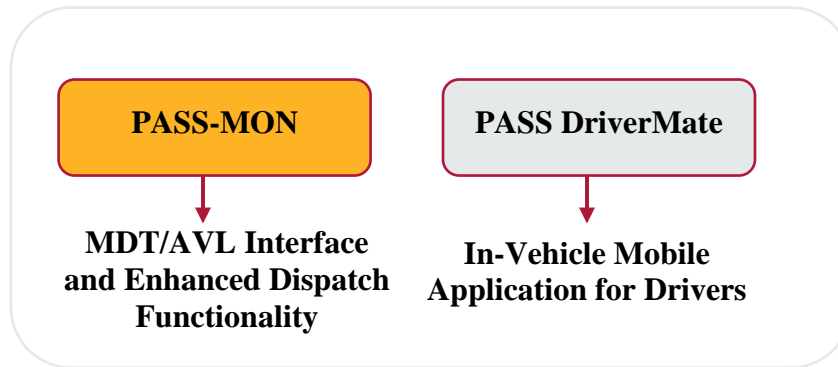 PASS-MON
MDT/AVL Interface
and Enhanced Dispatch
Functionality
PASS DriverMate
In-Vehicle Mobile
Application for Drivers